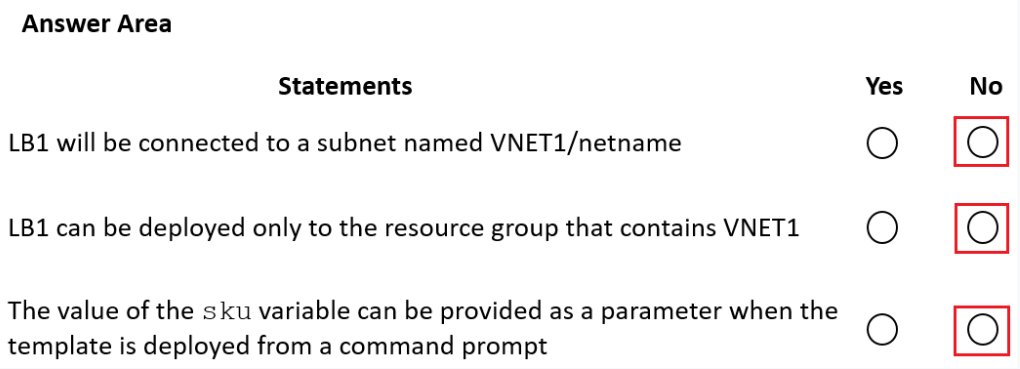 Answer Area
Statements Yes No
LB1 will be connected to a subnet named VNET1/netname
LB1 can be deployed only to the resource group that contains VNET1
The value of the sku variable can be provided as a parameter when the
template is deployed from a command prompt